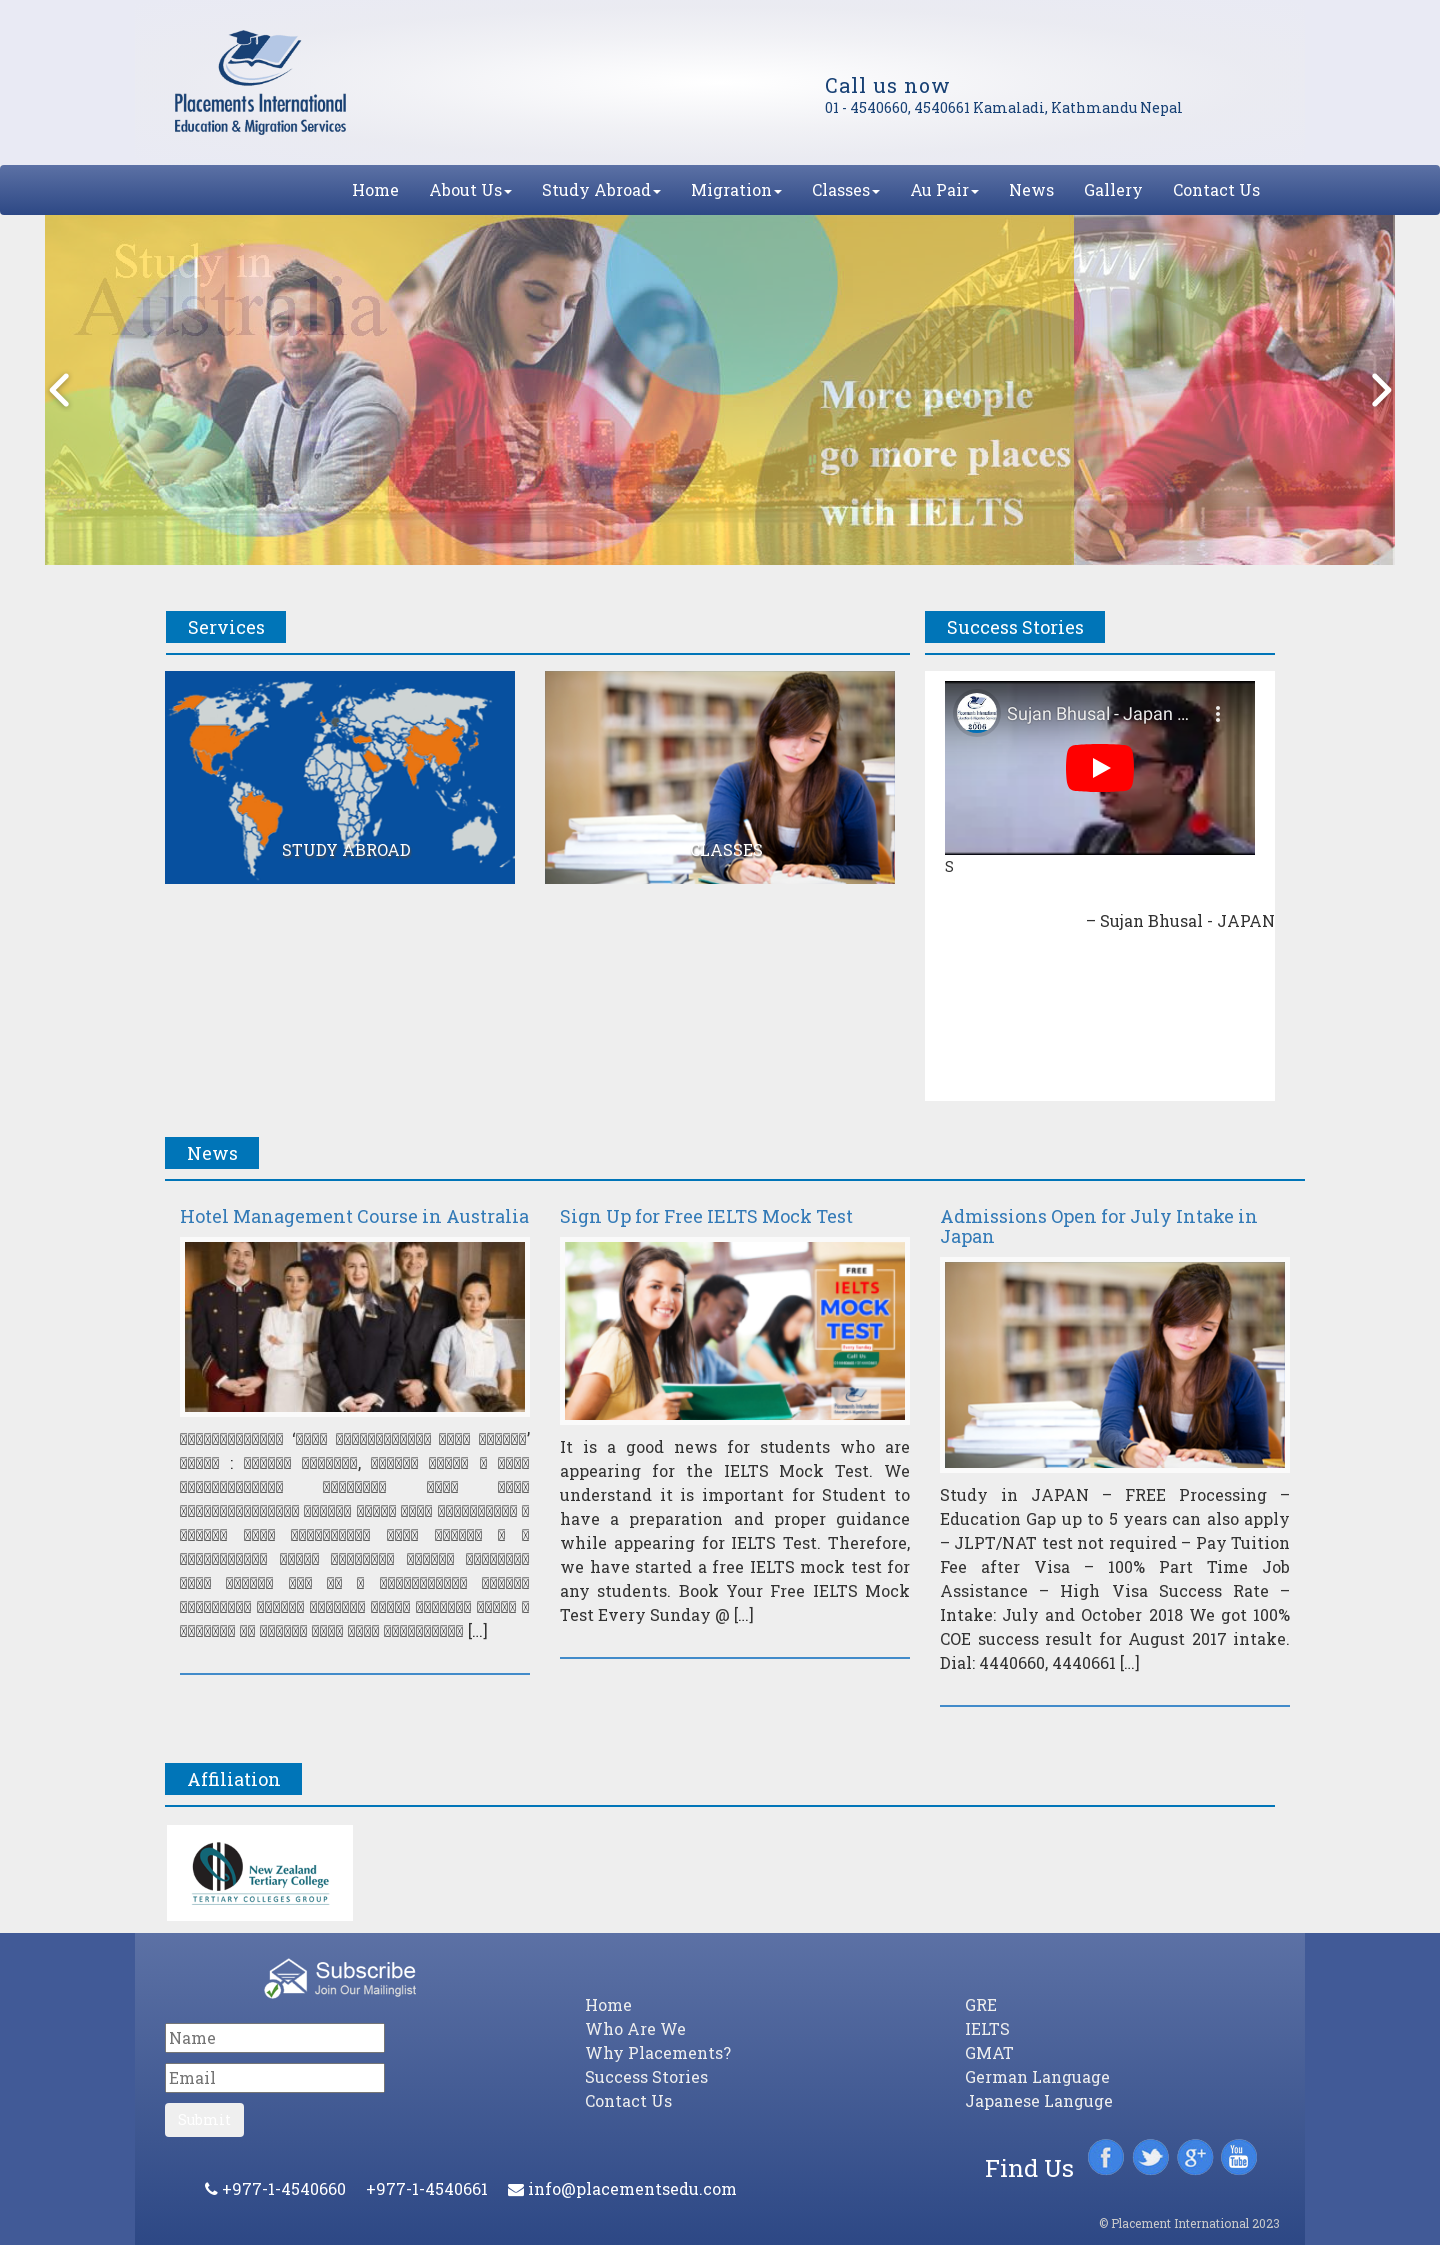 Placements International
Education & Migration Services
Call us now
01 - 4540660, 4540661 Kamaladi, Kathmandu Nepal
Home About Us Study Abroad Migration Classes Au Pair News Gallery Contact Us
Study in
Australia
More people
go more places
with IELTS
Services
Success Stories
STUDY ABROAD
CLASSES
Sujan Bhusal - Japan ...
S
– Sujan Bhusal - JAPAN
News
Hotel Management Course in Australia
[...]
Sign Up for Free IELTS Mock Test
FREE
IELTS
MOCK
TEST
Every Sunday
Call Us
Placements International
It is a good news for students who are
appearing for the IELTS Mock Test. We
understand it is important for Student to
have a preparation and proper guidance
while appearing for IELTS Test. Therefore,
we have started a free IELTS mock test for
any students. Book Your Free IELTS Mock
Test Every Sunday @ [...]
Admissions Open for July Intake in
Japan
Study in JAPAN – FREE Processing –
Education Gap up to 5 years can also apply
– JLPT/NAT test not required – Pay Tuition
Fee after Visa – 100% Part Time Job
Assistance – High Visa Success Rate –
Intake: July and October 2018 We got 100%
COE success result for August 2017 intake.
Dial: 4440660, 4440661 [...]
Affiliation
New Zealand
Tertiary College
TERTIARY COLLEGES GROUP
Subscribe
Join Our Mailinglist
Name
Email
Submit
Home
Who Are We
Why Placements?
Success Stories
Contact Us
GRE
IELTS
GMAT
German Language
Japanese Languge
Find Us
You
Tube
+977-1-4540660 +977-1-4540661 info@placementsedu.com
© Placement International 2023